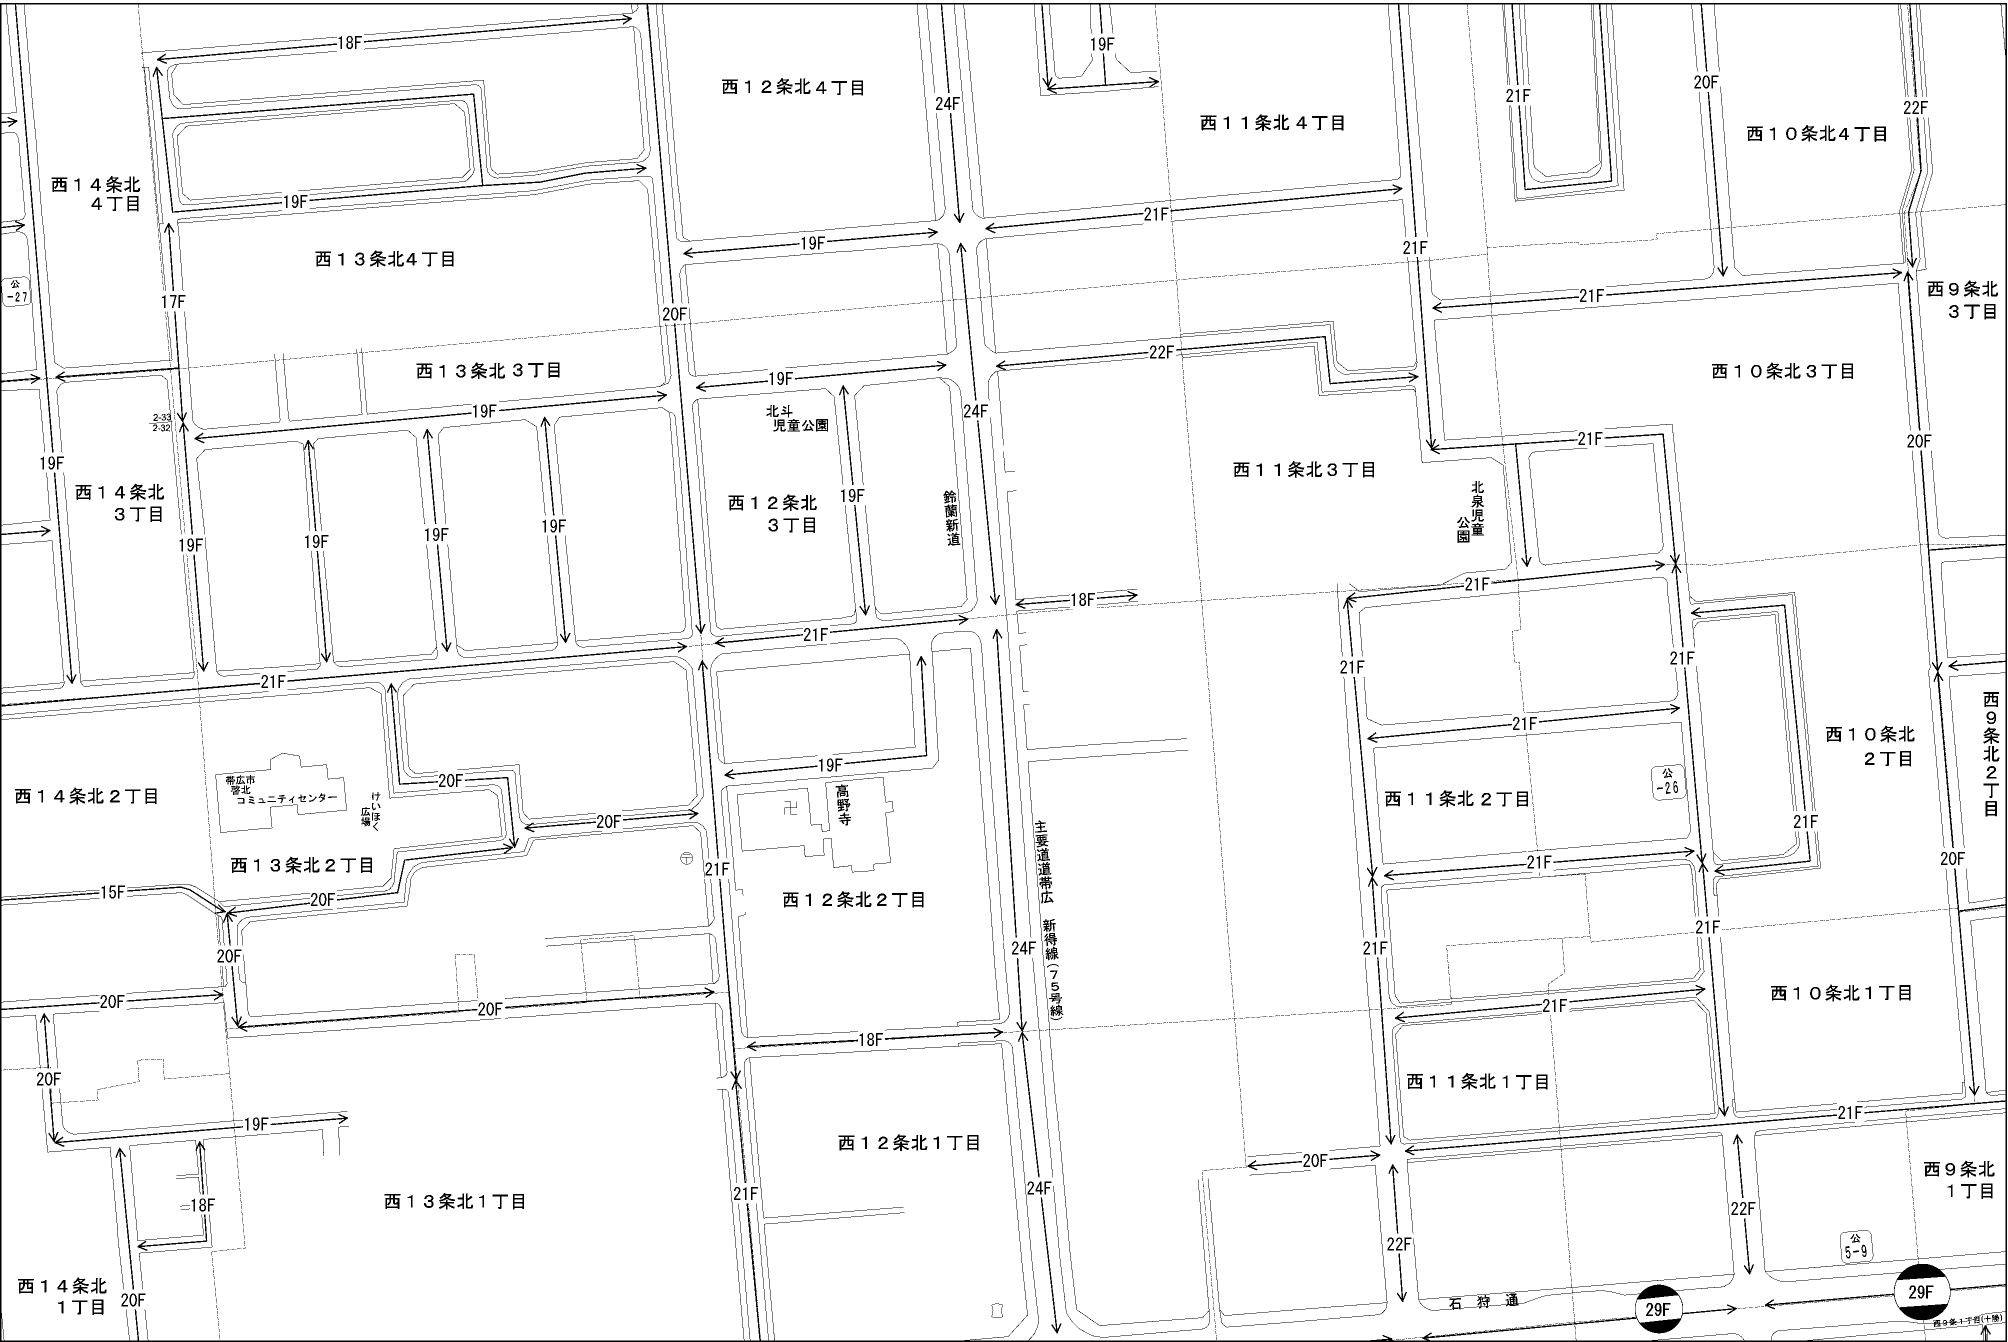 18F
19F
西12条北4丁目
24F
21F
20F
22F
西11条北4丁目
西10条北4丁目
西14条北
4丁目
19F
21F
19F
西13条北4丁目
21F
公
-27
17F
20F
21F
西9条北
3丁目
22F
西13条北3丁目
19F
西10条北3丁目
19F
24F
北斗
児童公園
2-33
2-32
21F
20F
19F
西14条北
3丁目
19F
19F
19F
19F
西12条北
3丁目
19F
鈴蘭新道
西11条北3丁目
北泉児童
公園
21F
18F
21F
21F
21F
21F
21F
西9条北2丁目
西10条北
2丁目
19F
20F
帯広市
啓北
コミュニティセンター
けいほく
広場
西14条北2丁目
高野寺
公
-26
西11条北2丁目
20F
21F
主要道道帯広 新得線(75号線)
西13条北2丁目
21F
21F
20F
15F
20F
西12条北2丁目
24F
21F
21F
20F
西10条北1丁目
20F
20F
21F
18F
20F
西11条北1丁目
19F
21F
西12条北1丁目
20F
西9条北
1丁目
24F
21F
18F
西13条北1丁目
22F
22F
公
5-9
西14条北
1丁目
20F
石狩通
29F
29F
西9条1丁目(十勝)